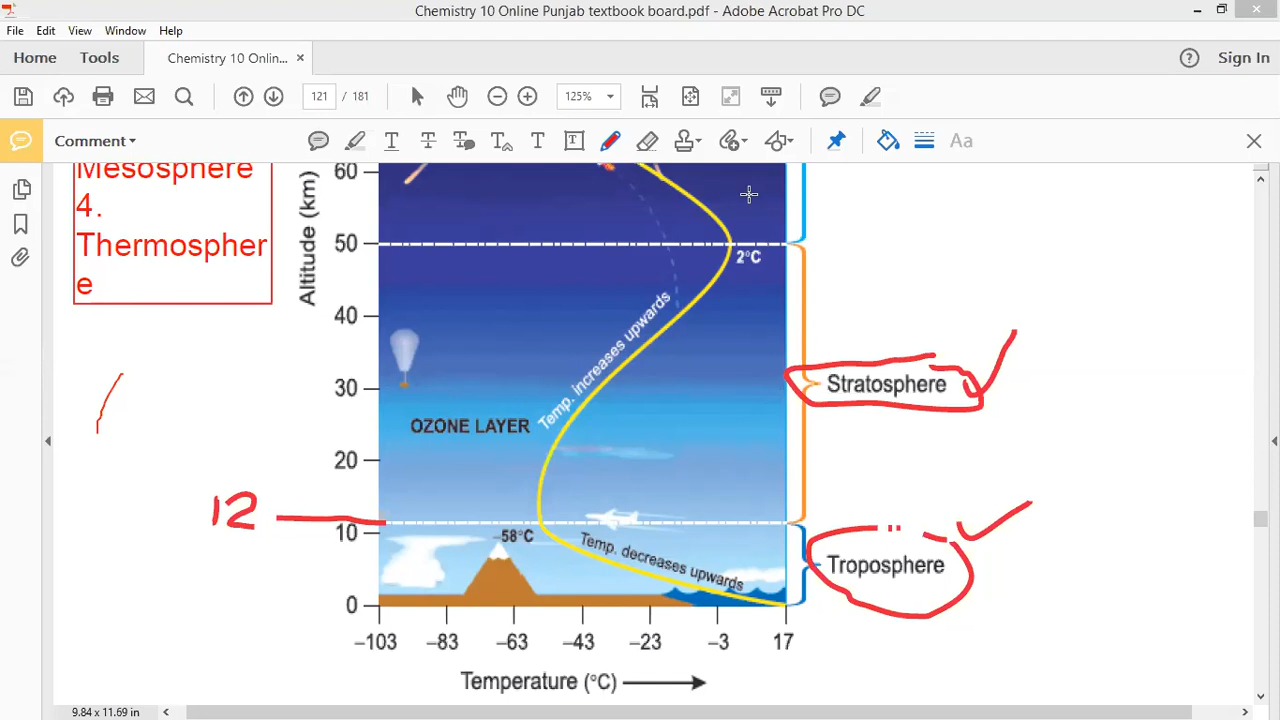 Chemistry 10 Online Punjab textbook board.pdf - Adobe Acrobat Pro DC
File Edit View Window Help
Home Tools Chemistry 10 Onlin... × Sign In
121 / 181 125%
Comment
Aa
Mesosphere
4.
Thermospher
e
Altitude (km)
60
50
2°C
40
Temp. increases upwards
Stratosphere
30
OZONE LAYER
20
12
10
–58°C
Temp. decreases upwards
Troposphere
0
–103 –83 –63 –43 –23 –3 17
Temperature (°C)
9.84 x 11.69 in